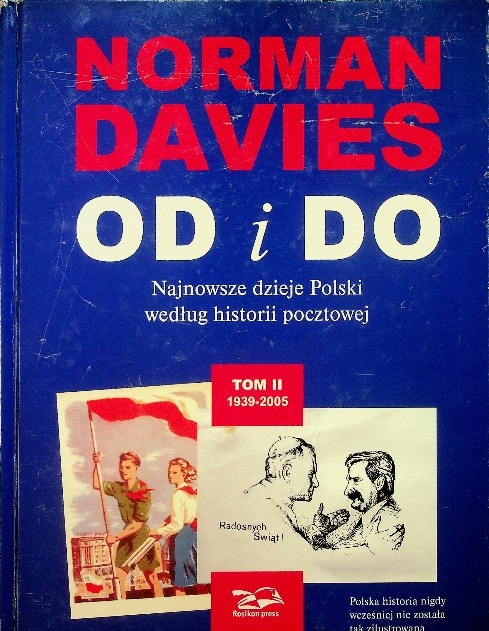 NORMAN
DAVIES
OD i DO
Najnowsze dzieje Polski
według historii pocztowej
TOM II
1939-2005
Radosnych
Świąt!
Rosikon press
Polska historia nigdy
wcześniej nie została
tak zilustrowana